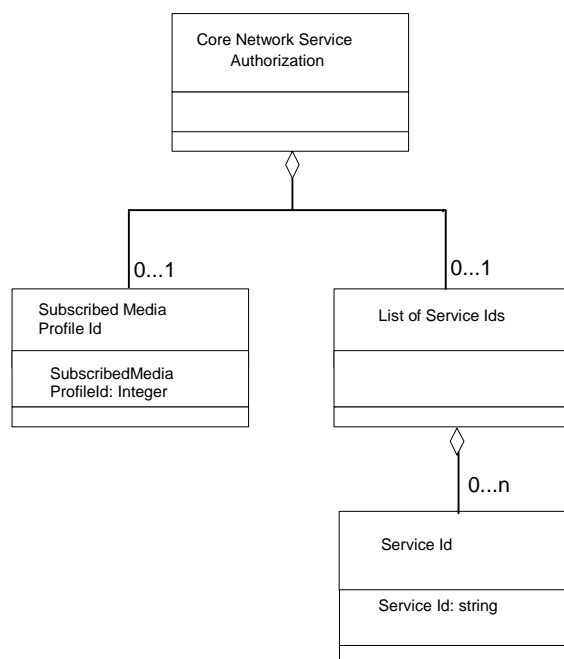 Core Network Service
Authorization
0...1
0...1
Subscribed Media
Profile Id
List of Service Ids
SubscribedMedia
ProfileId: Integer
0...n
Service Id
Service Id: string